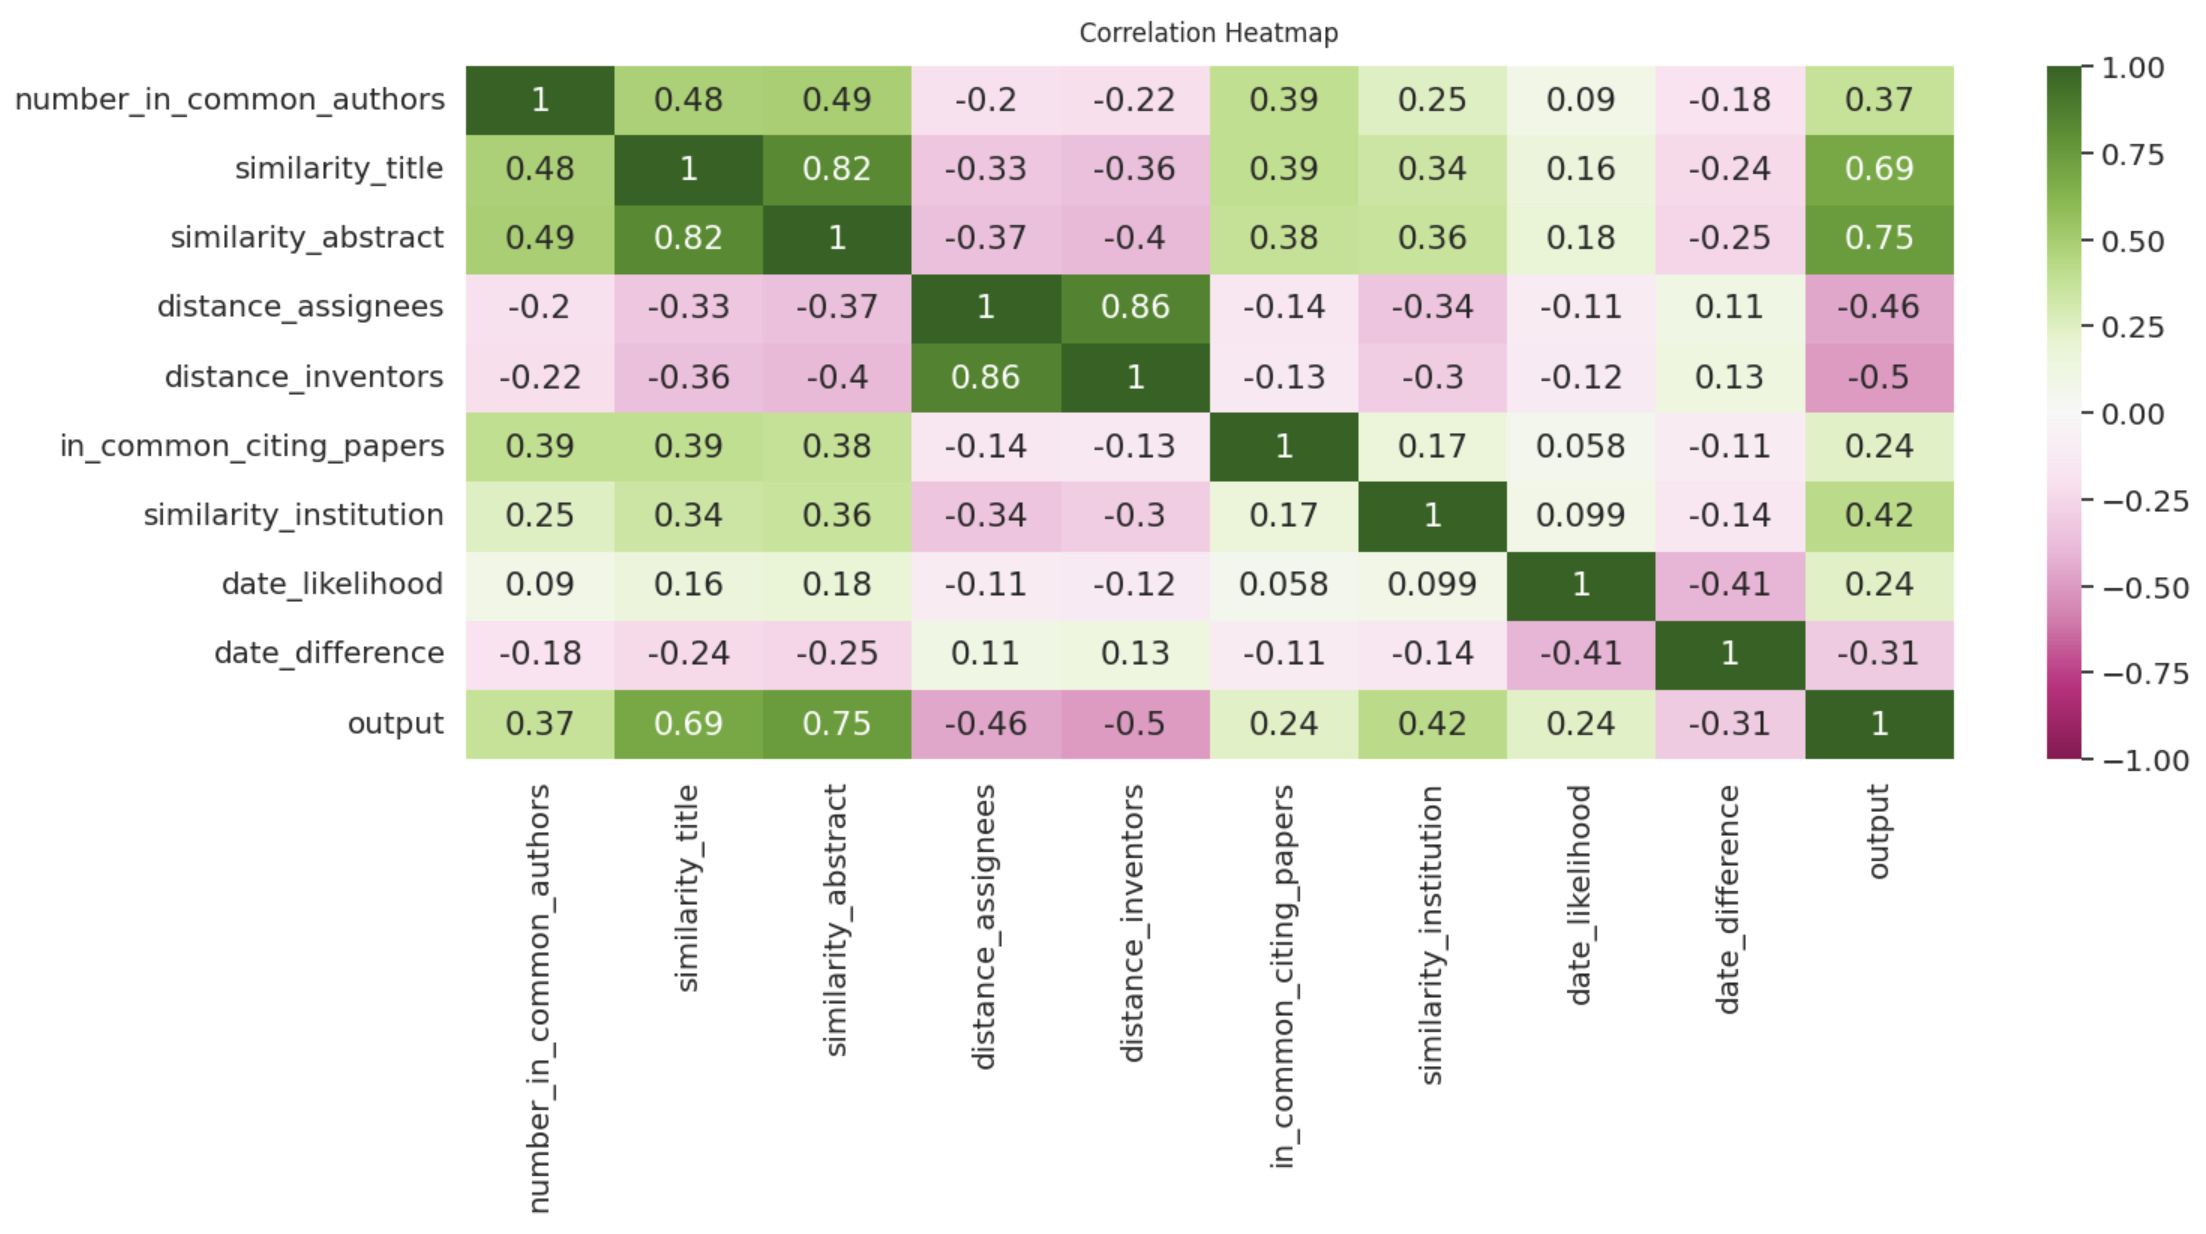 Correlation Heatmap
number_in_common_authors 1 0.48 0.49 -0.2 -0.22 0.39 0.25 0.09 -0.18 0.37
similarity_title 0.48 1 0.82 -0.33 -0.36 0.39 0.34 0.16 -0.24 0.69
similarity_abstract 0.49 0.82 1 -0.37 -0.4 0.38 0.36 0.18 -0.25 0.75
distance_assignees -0.2 -0.33 -0.37 1 0.86 -0.14 -0.34 -0.11 0.11 -0.46
distance_inventors -0.22 -0.36 -0.4 0.86 1 -0.13 -0.3 -0.12 0.13 -0.5
in_common_citing_papers 0.39 0.39 0.38 -0.14 -0.13 1 0.17 0.058 -0.11 0.24
similarity_institution 0.25 0.34 0.36 -0.34 -0.3 0.17 1 0.099 -0.14 0.42
date_likelihood 0.09 0.16 0.18 -0.11 -0.12 0.058 0.099 1 -0.41 0.24
date_difference -0.18 -0.24 -0.25 0.11 0.13 -0.11 -0.14 -0.41 1 -0.31
output 0.37 0.69 0.75 -0.46 -0.5 0.24 0.42 0.24 -0.31 1
number_in_common_authors
similarity_title
similarity_abstract
distance_assignees
distance_inventors
in_common_citing_papers
similarity_institution
date_likelihood
date_difference
output
1.00
0.75
0.50
0.25
0.00
−0.25
−0.50
−0.75
−1.00